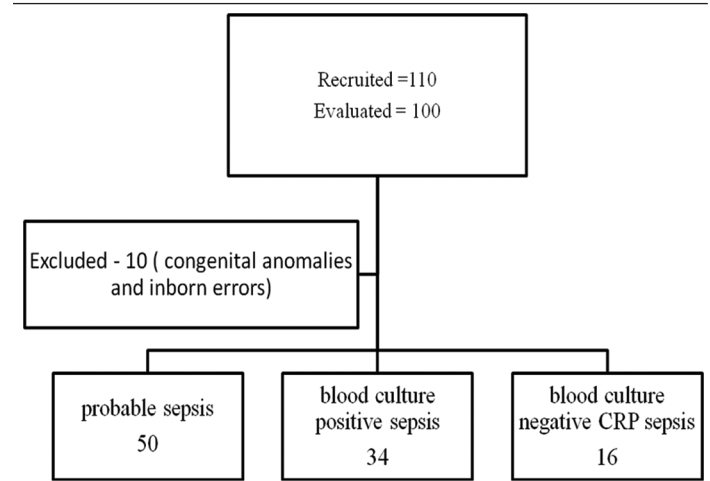 Recruited =110
Evaluated = 100
Excluded - 10 ( congenital anomalies
and inborn errors)
probable sepsis
50
blood culture
positive sepsis
34
blood culture
negative CRP sepsis
16